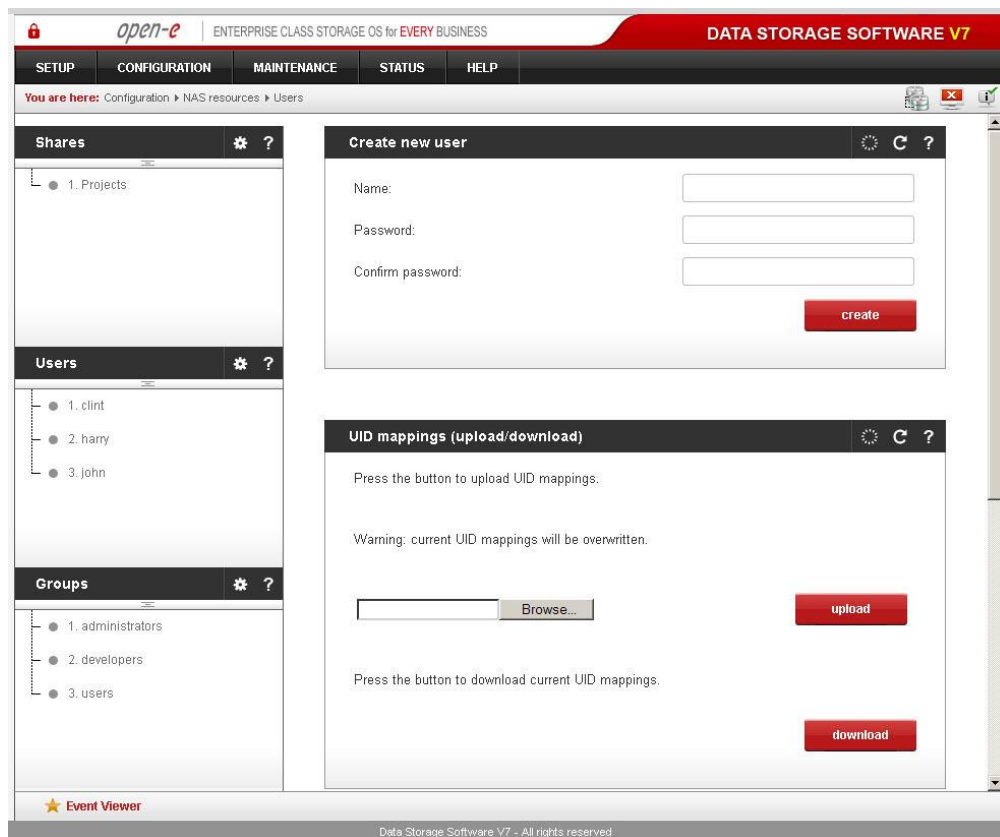 open-e ENTERPRISE CLASS STORAGE OS for EVERY BUSINESS DATA STORAGE SOFTWARE V7
SETUP CONFIGURATION MAINTENANCE STATUS HELP
You are here: Configuration NAS resources Users
Shares ?
1. Projects
Users ?
1. clint
2. harry
3. john
Groups ?
1. administrators
2. developers
3. users
Create new user ?
Name:
Password:
Confirm password:
create
UID mappings (upload/download) ?
Press the button to upload UID mappings.
Warning: current UID mappings will be overwritten.
Browse... upload
Press the button to download current UID mappings.
download
Event Viewer
Data Storage Software V7 - All rights reserved